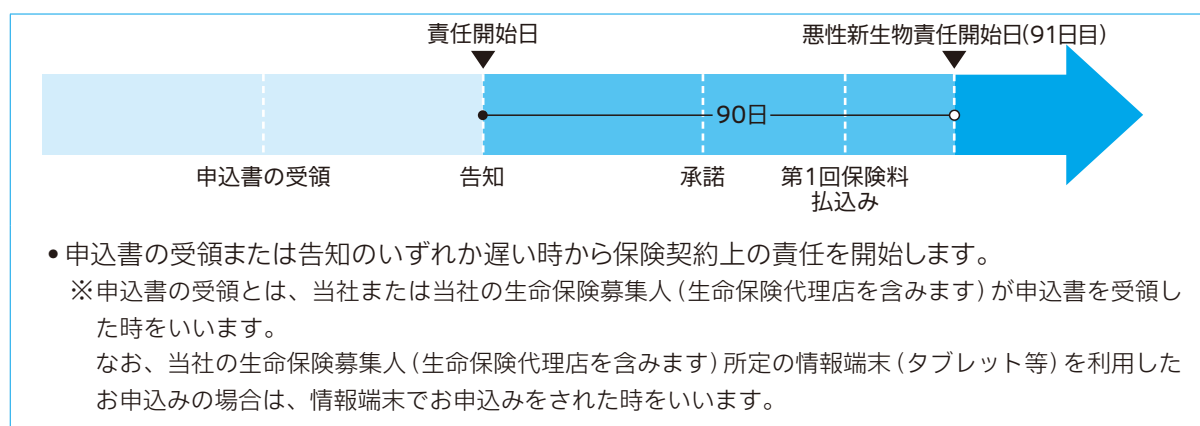 責任開始日 悪性新生物責任開始日(91日目)
90日
申込書の受領 告知 承諾 第1回保険料
払込み
•申込書の受領または告知のいずれか遅い時から保険契約上の責任を開始します。
※申込書の受領とは、当社または当社の生命保険募集人(生命保険代理店を含みます)が申込書を受領し
た時をいいます。
なお、当社の生命保険募集人(生命保険代理店を含みます)所定の情報端末(タブレット等)を利用した
お申込みの場合は、情報端末でお申込みをされた時をいいます。